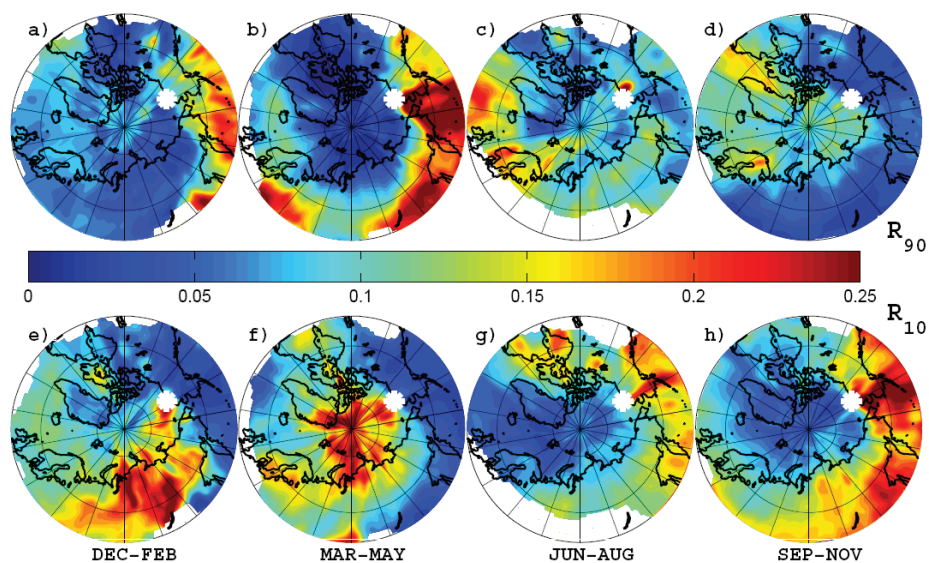 a) b) c) d)
R90
0 0.05 0.1 0.15 0.2 0.25
R10
e) f) g) h)
DEC-FEB MAR-MAY JUN-AUG SEP-NOV